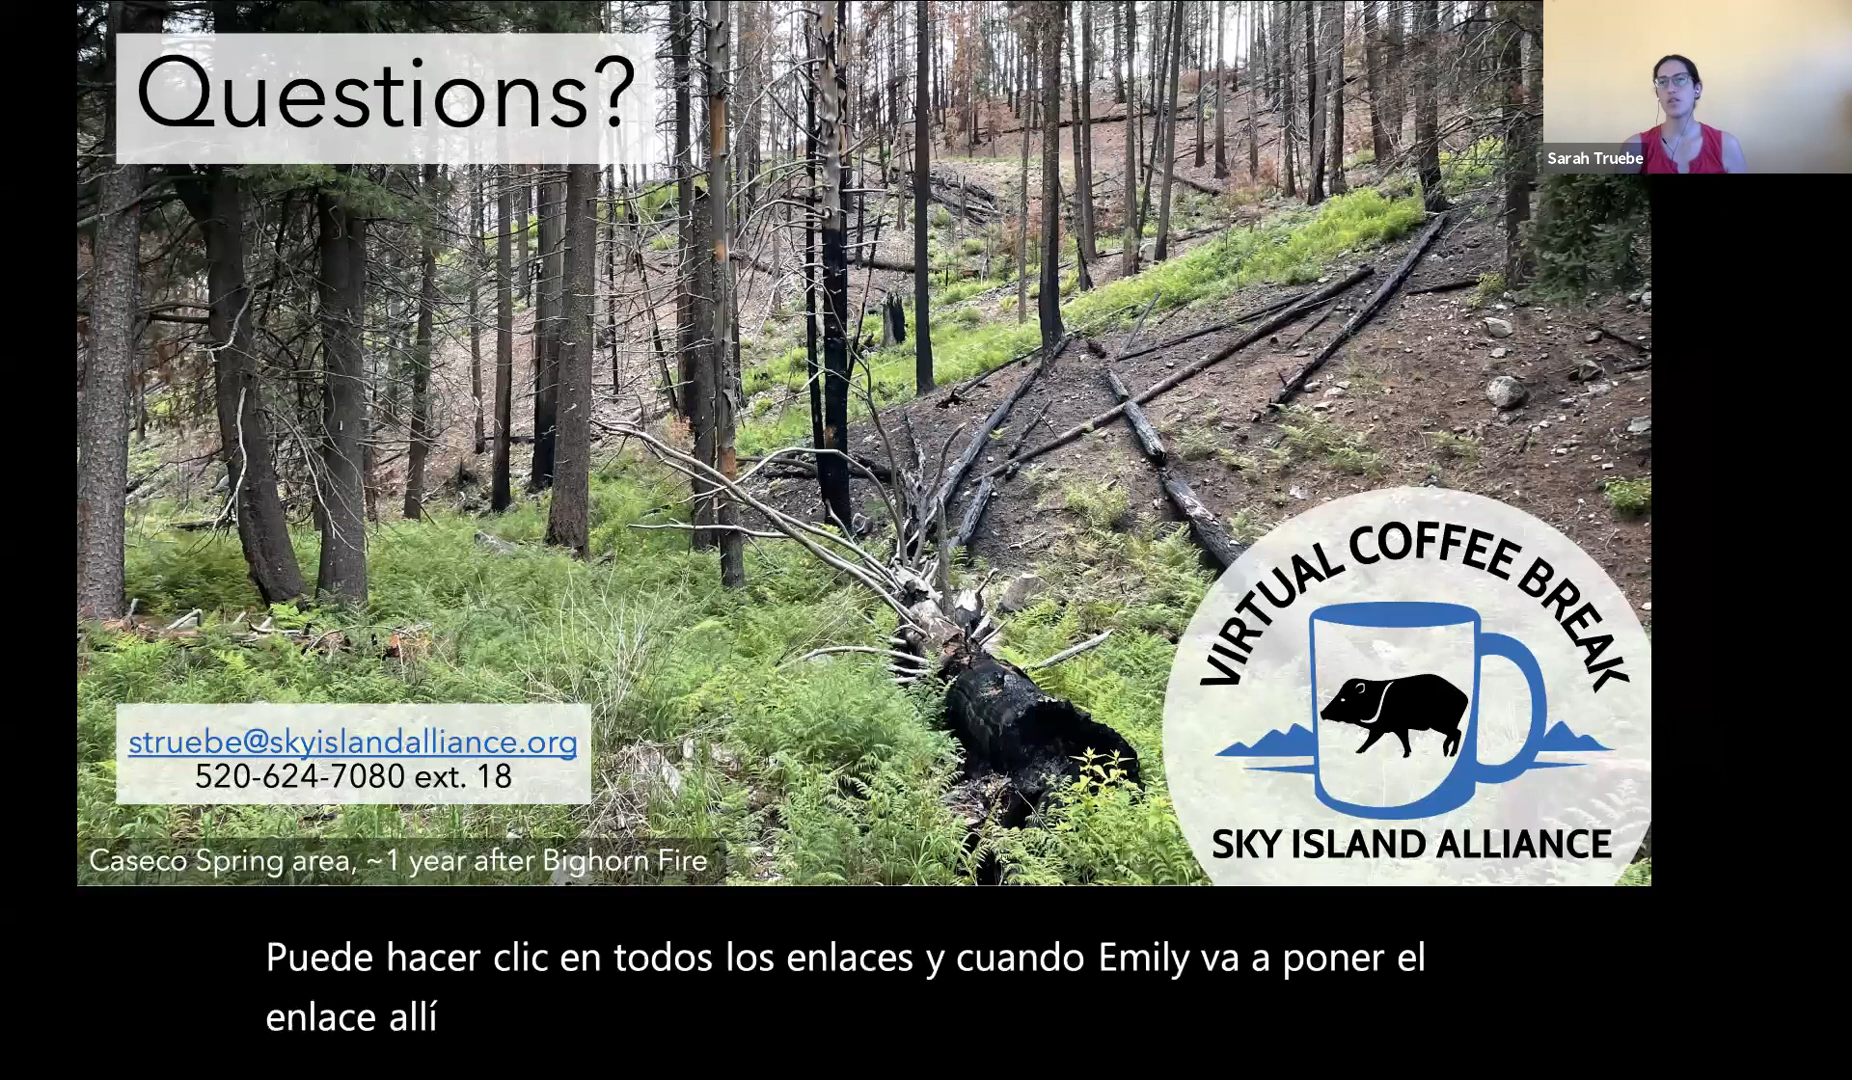 Questions?
Sarah Truebe
VIRTUAL COFFEE BREAK
SKY ISLAND ALLIANCE
struebe@skyislandalliance.org
520-624-7080 ext. 18
Caseco Spring area, ~1 year after Bighorn Fire
Puede hacer clic en todos los enlaces y cuando Emily va a poner el
enlace allí